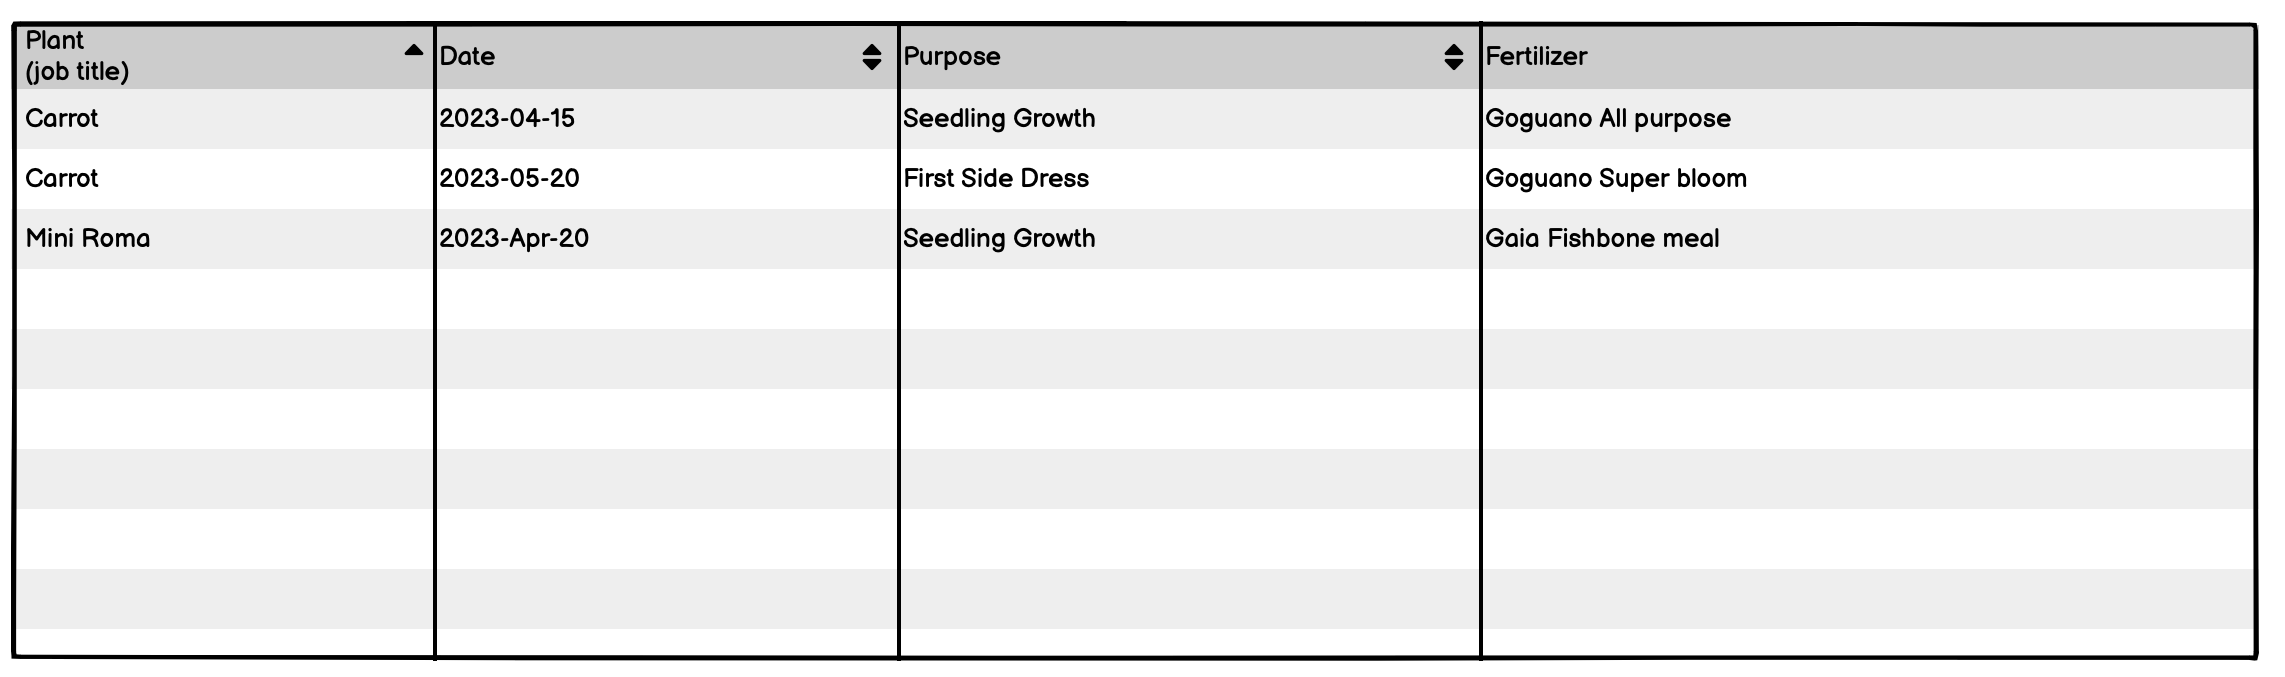 Plant
(job title)
Date
Purpose
Fertilizer
Carrot 2023-04-15 Seedling Growth Goguano All purpose
Carrot 2023-05-20 First Side Dress Goguano Super bloom
Mini Roma 2023-Apr-20 Seedling Growth Gaia Fishbone meal